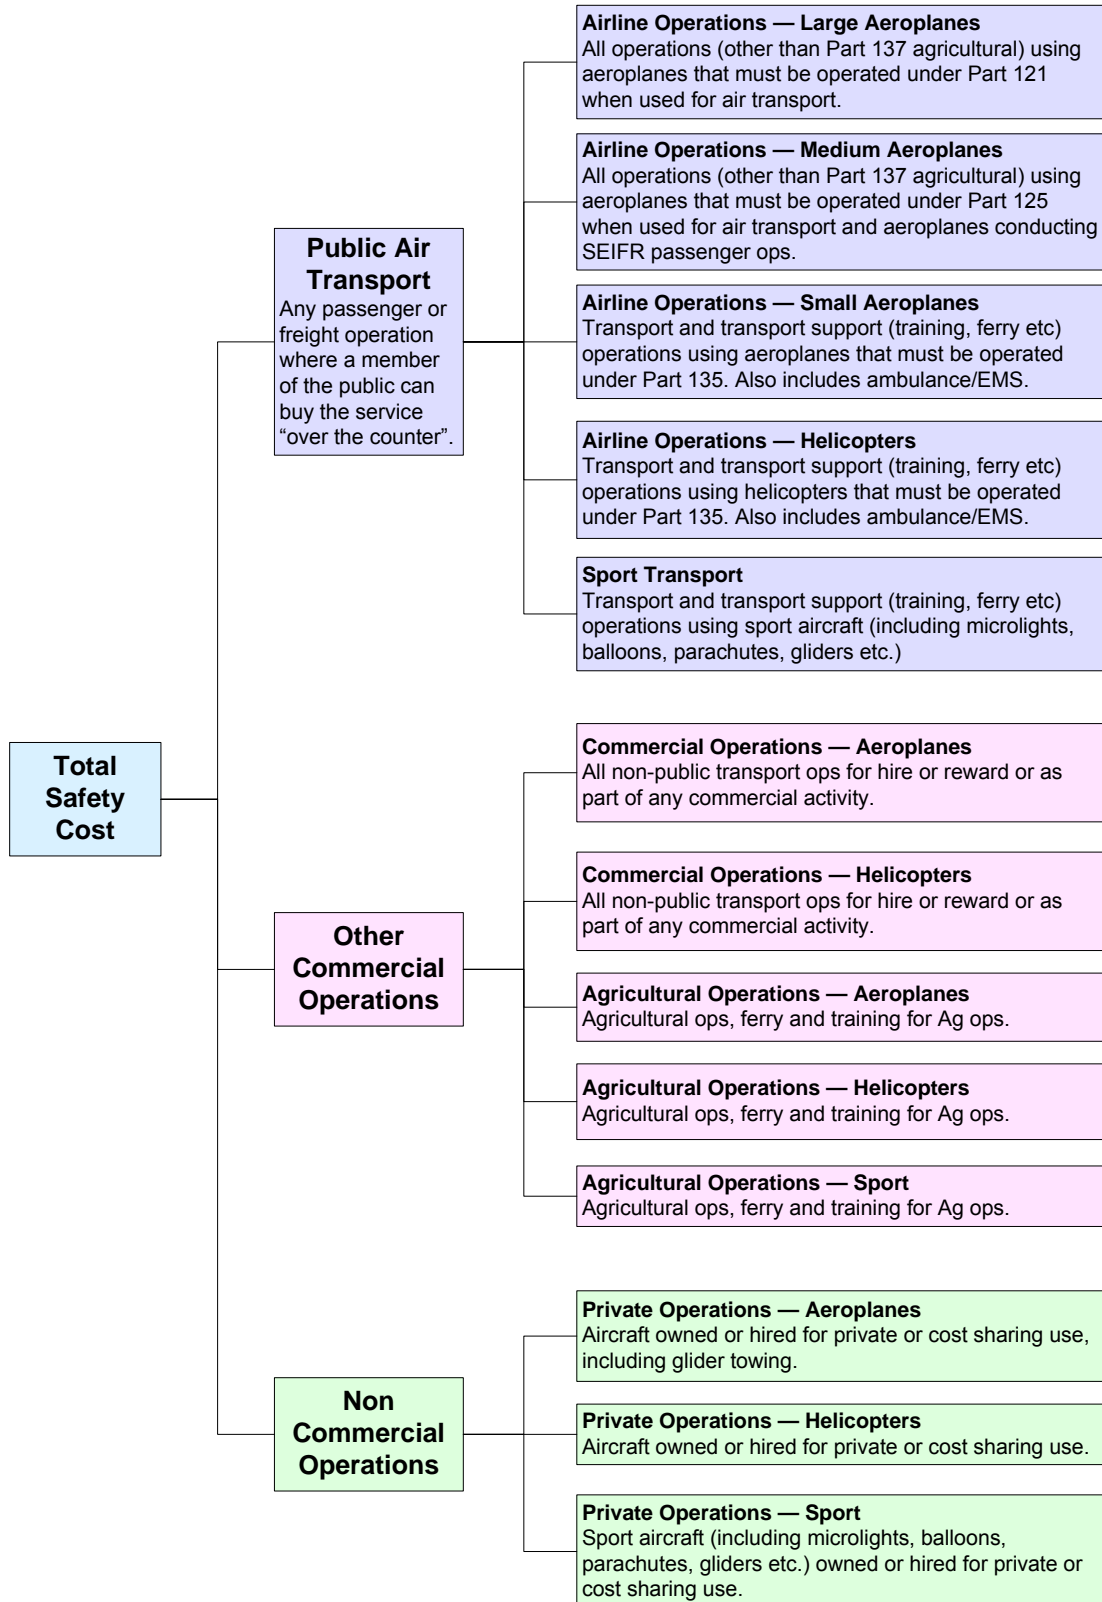 Airline Operations — Large Aeroplanes
All operations (other than Part 137 agricultural) using
aeroplanes that must be operated under Part 121
when used for air transport.
Airline Operations — Medium Aeroplanes
All operations (other than Part 137 agricultural) using
aeroplanes that must be operated under Part 125
when used for air transport and aeroplanes conducting
SEIFR passenger ops.
Public Air
Transport
Any passenger or
freight operation
where a member
of the public can
buy the service
“over the counter”.
Airline Operations — Small Aeroplanes
Transport and transport support (training, ferry etc)
operations using aeroplanes that must be operated
under Part 135. Also includes ambulance/EMS.
Airline Operations — Helicopters
Transport and transport support (training, ferry etc)
operations using helicopters that must be operated
under Part 135. Also includes ambulance/EMS.
Sport Transport
Transport and transport support (training, ferry etc)
operations using sport aircraft (including microlights,
balloons, parachutes, gliders etc.)
Total
Safety
Cost
Commercial Operations — Aeroplanes
All non-public transport ops for hire or reward or as
part of any commercial activity.
Commercial Operations — Helicopters
All non-public transport ops for hire or reward or as
part of any commercial activity.
Other
Commercial
Operations
Agricultural Operations — Aeroplanes
Agricultural ops, ferry and training for Ag ops.
Agricultural Operations — Helicopters
Agricultural ops, ferry and training for Ag ops.
Agricultural Operations — Sport
Agricultural ops, ferry and training for Ag ops.
Private Operations — Aeroplanes
Aircraft owned or hired for private or cost sharing use,
including glider towing.
Non
Commercial
Operations
Private Operations — Helicopters
Aircraft owned or hired for private or cost sharing use.
Private Operations — Sport
Sport aircraft (including microlights, balloons,
parachutes, gliders etc.) owned or hired for private or
cost sharing use.